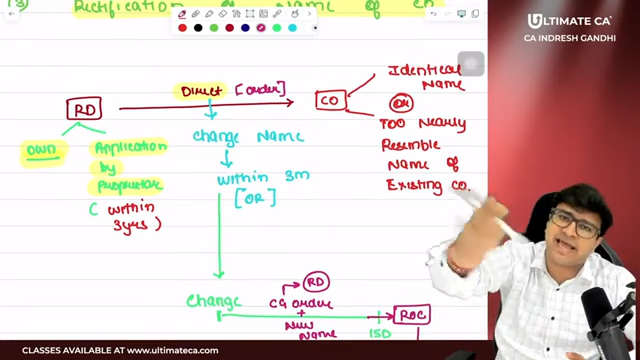 (3) Rectification of Name of CO
ULTIMATE CA
CA INDRESH GANDHI
RD
Direct [order]
CO
Identical
Name
OR
TOO Nearly
Resemble
Name of
Existing co.
OWN
Application
by
Proprietor
( within
3yrs )
Change Name
within 3m
[OR]
Change
RD
CG order
+
New
Name
15D
ROC
CLASSES AVAILABLE AT www.ultimateca.com